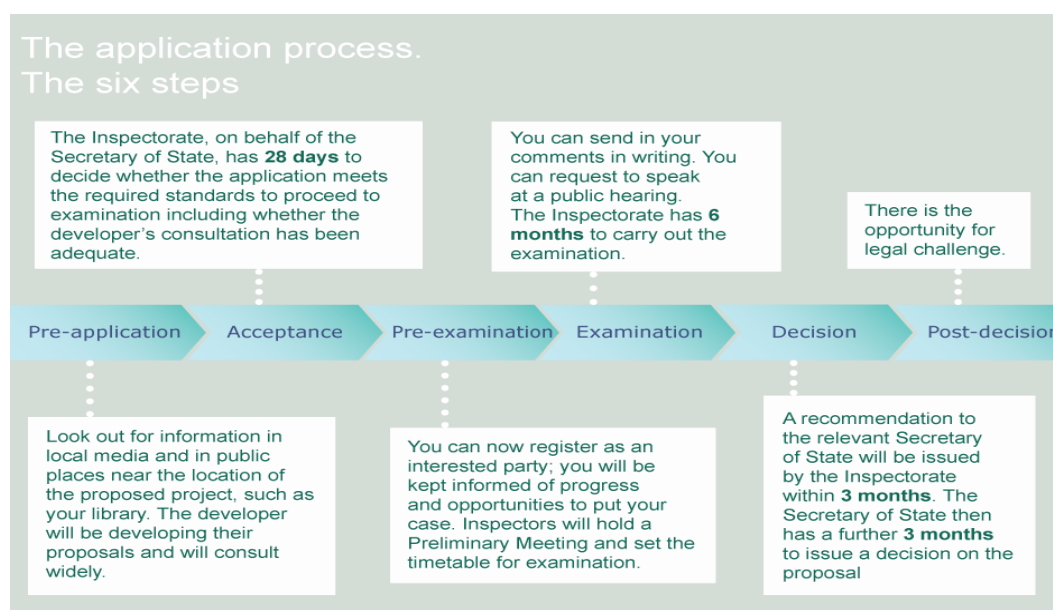 The application process.
The six steps
The Inspectorate, on behalf of the
Secretary of State, has 28 days to
decide whether the application meets
the required standards to proceed to
examination including whether the
developer's consultation has been
adequate.
You can send in your
comments in writing. You
can request to speak
at a public hearing.
The Inspectorate has 6
months to carry out the
examination.
There is the
opportunity for
legal challenge.
Pre-application
Acceptance
Pre-examination
Examination
Decision
Post-decision
Look out for information in
local media and in public
places near the location of
the proposed project, such as
your library. The developer
will be developing their
proposals and will consult
widely.
You can now register as an
interested party; you will be
kept informed of progress
and opportunities to put your
case. Inspectors will hold a
Preliminary Meeting and set the
timetable for examination.
A recommendation to
the relevant Secretary
of State will be issued
by the Inspectorate
within 3 months. The
Secretary of State then
has a further 3 months
to issue a decision on the
proposal